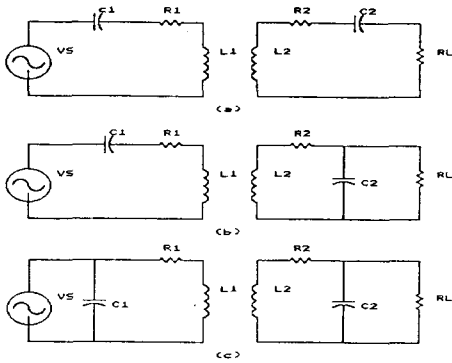 C1 R1 R2 C2
VS L1 L2 RL
(a)
C1 R1 R2
VS L1 L2 C2 RL
(b)
R1 R2
VS C1 L1 L2 C2 RL
(c)